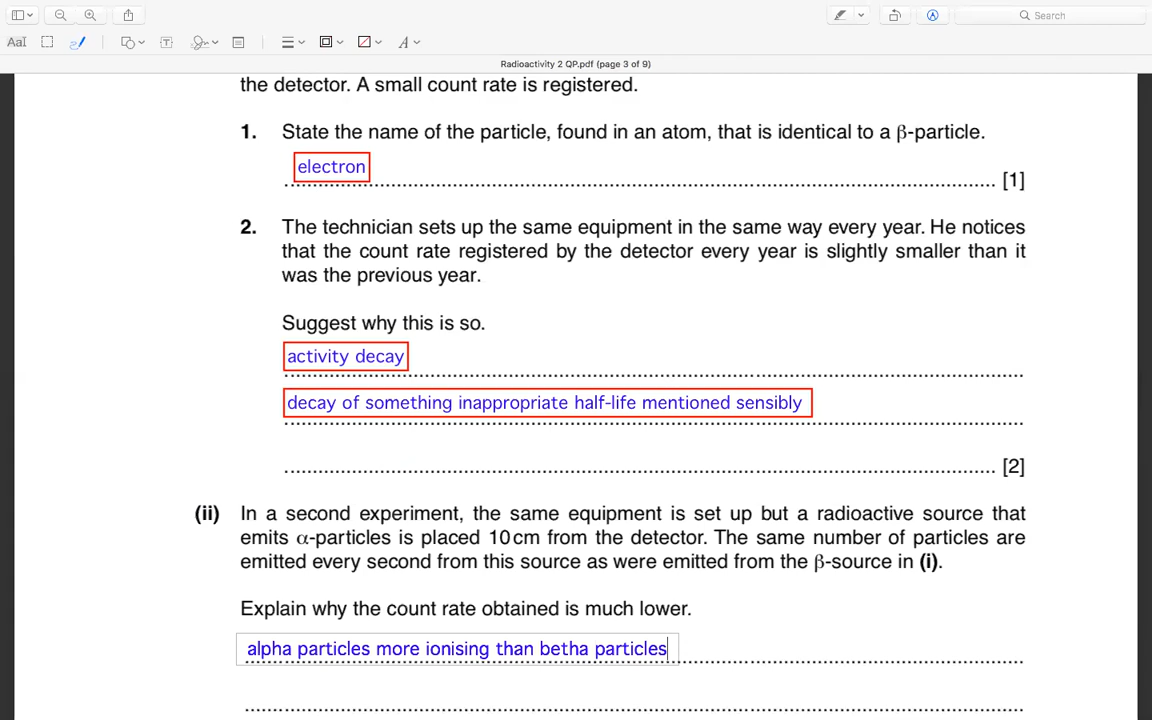 AaI
A
Search
Radioactivity 2 QP.pdf (page 3 of 9)
the detector. A small count rate is registered.
1. State the name of the particle, found in an atom, that is identical to a β-particle.
electron
[1]
2. The technician sets up the same equipment in the same way every year. He notices
that the count rate registered by the detector every year is slightly smaller than it
was the previous year.
Suggest why this is so.
activity decay
decay of something inappropriate half-life mentioned sensibly
[2]
(ii) In a second experiment, the same equipment is set up but a radioactive source that
emits α-particles is placed 10 cm from the detector. The same number of particles are
emitted every second from this source as were emitted from the β-source in (i).
Explain why the count rate obtained is much lower.
alpha particles more ionising than betha particles